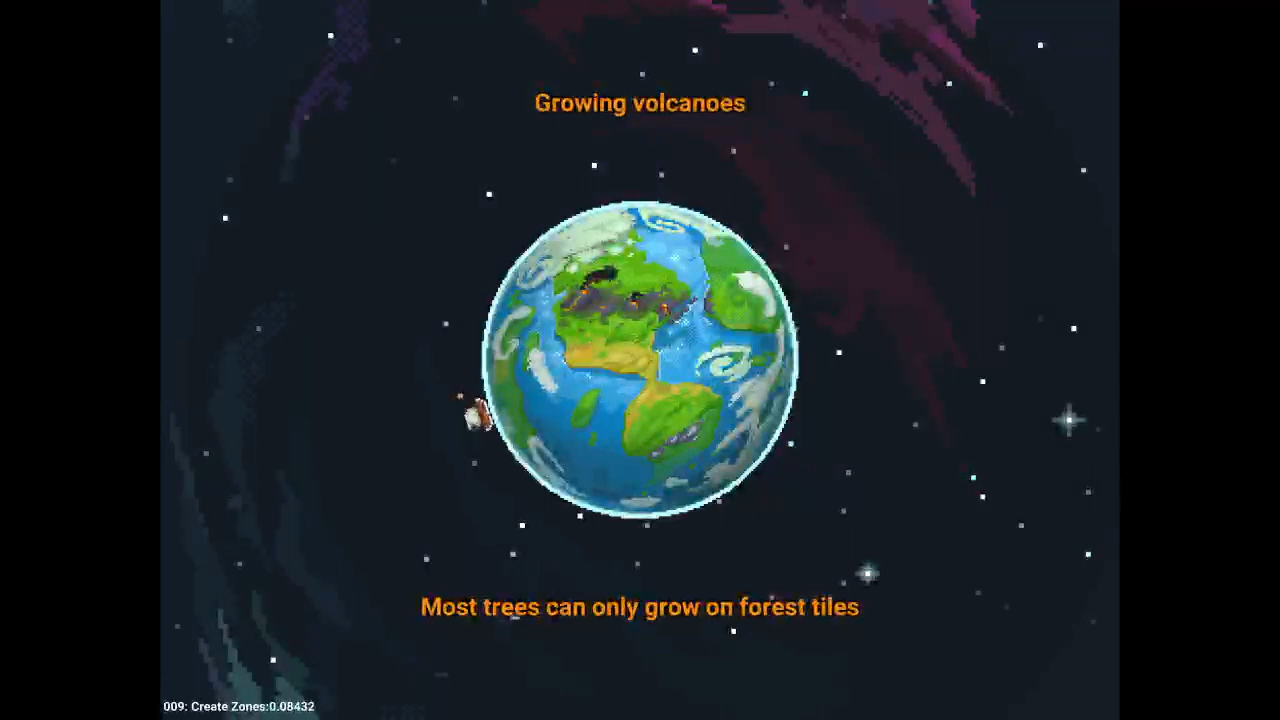 Growing volcanoes
Most trees can only grow on forest tiles
009: Create Zones:0.08432